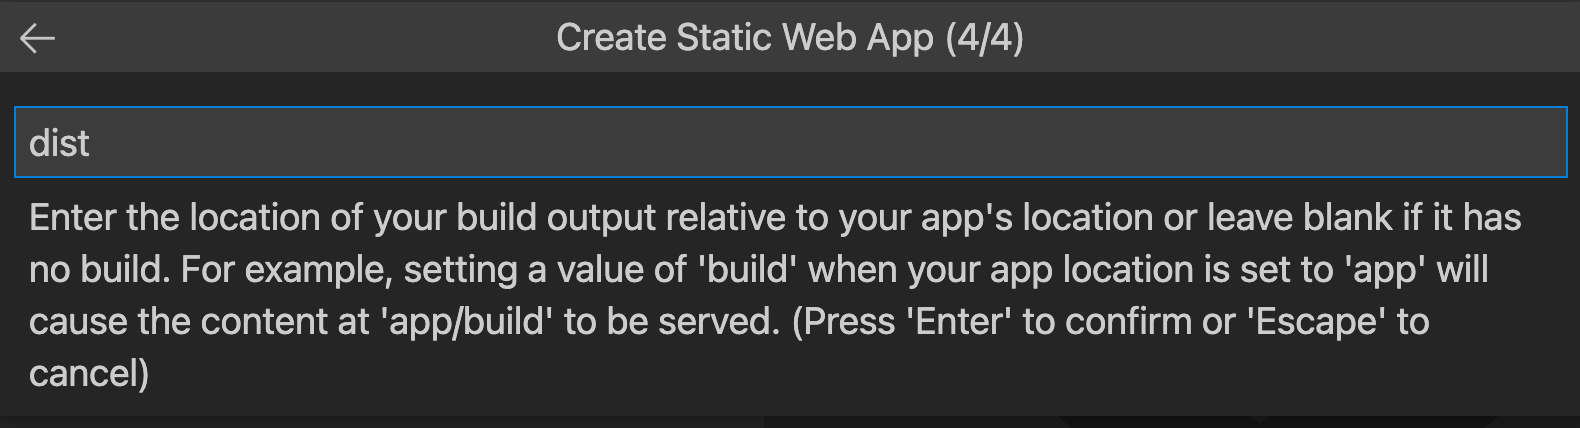 Create Static Web App (4/4)
dist
Enter the location of your build output relative to your app's location or leave blank if it has
no build. For example, setting a value of 'build' when your app location is set to 'app' will
cause the content at 'app/build' to be served. (Press 'Enter' to confirm or 'Escape' to
cancel)